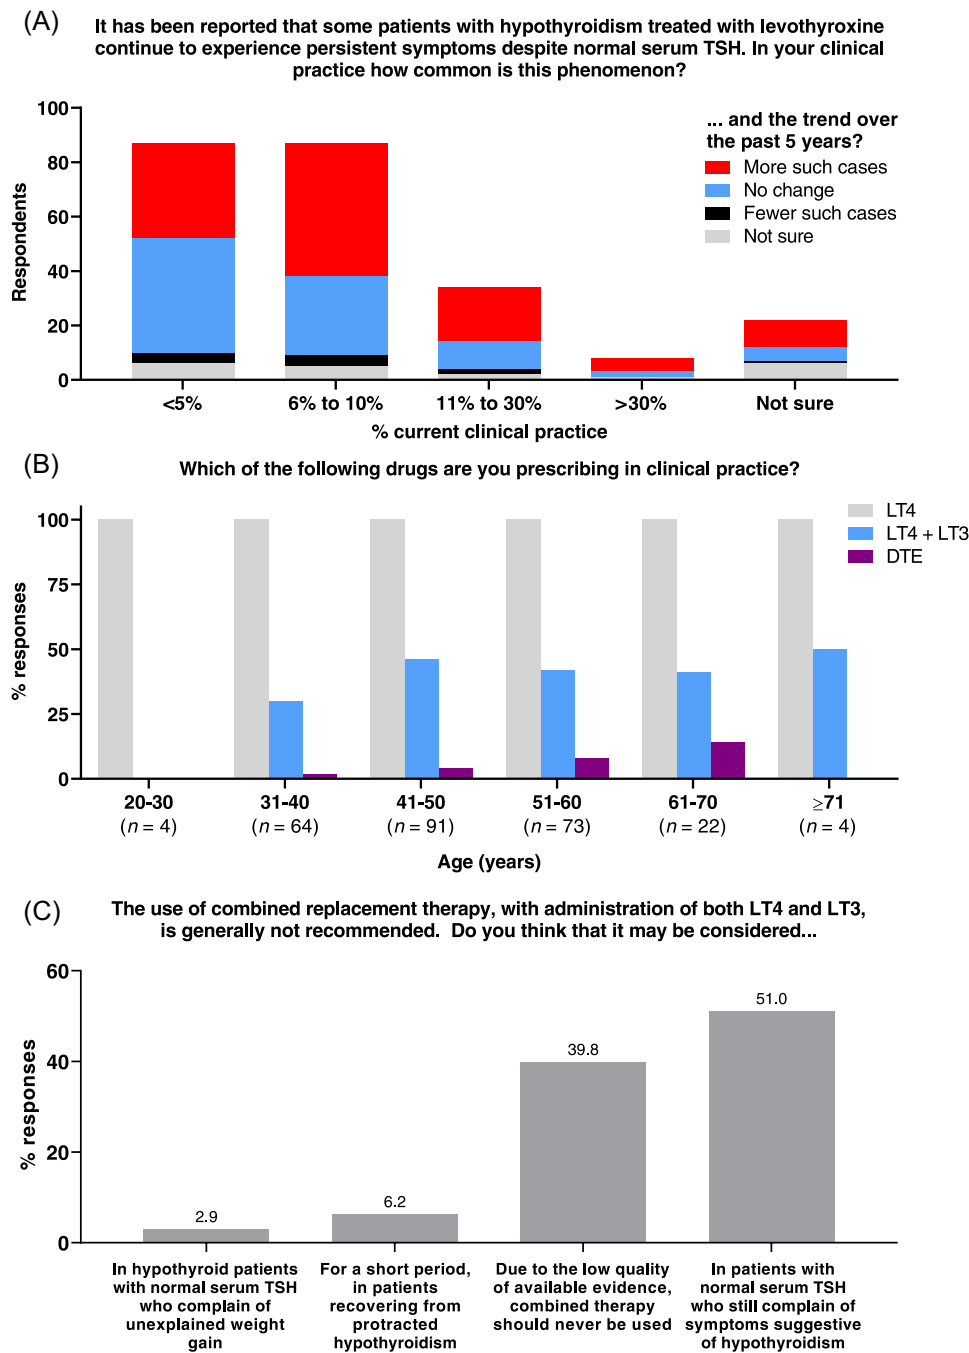 (A)
It has been reported that some patients with hypothyroidism treated with levothyroxine
continue to experience persistent symptoms despite normal serum TSH. In your clinical
practice how common is this phenomenon?
... and the trend over
the past 5 years?
More such cases
No change
Fewer such cases
Not sure
Respondents
100
80
60
40
20
0
<5%
6% to 10%
11% to 30%
>30%
Not sure
% current clinical practice
(B)
Which of the following drugs are you prescribing in clinical practice?
LT4
LT4 + LT3
DTE
% responses
100
75
50
25
0
20-30
31-40
41-50
51-60
61-70
≥71
(n = 4)
(n = 64)
(n = 91)
(n = 73)
(n = 22)
(n = 4)
Age (years)
(C)
The use of combined replacement therapy, with administration of both LT4 and LT3,
is generally not recommended. Do you think that it may be considered...
% responses
60
40
20
0
2.9
6.2
39.8
51.0
In hypothyroid patients
with normal serum TSH
who complain of
unexplained weight
gain
For a short period,
in patients
recovering from
protracted
hypothyroidism
Due to the low quality
of available evidence,
combined therapy
should never be used
In patients with
normal serum TSH
who still complain of
symptoms suggestive
of hypothyroidism